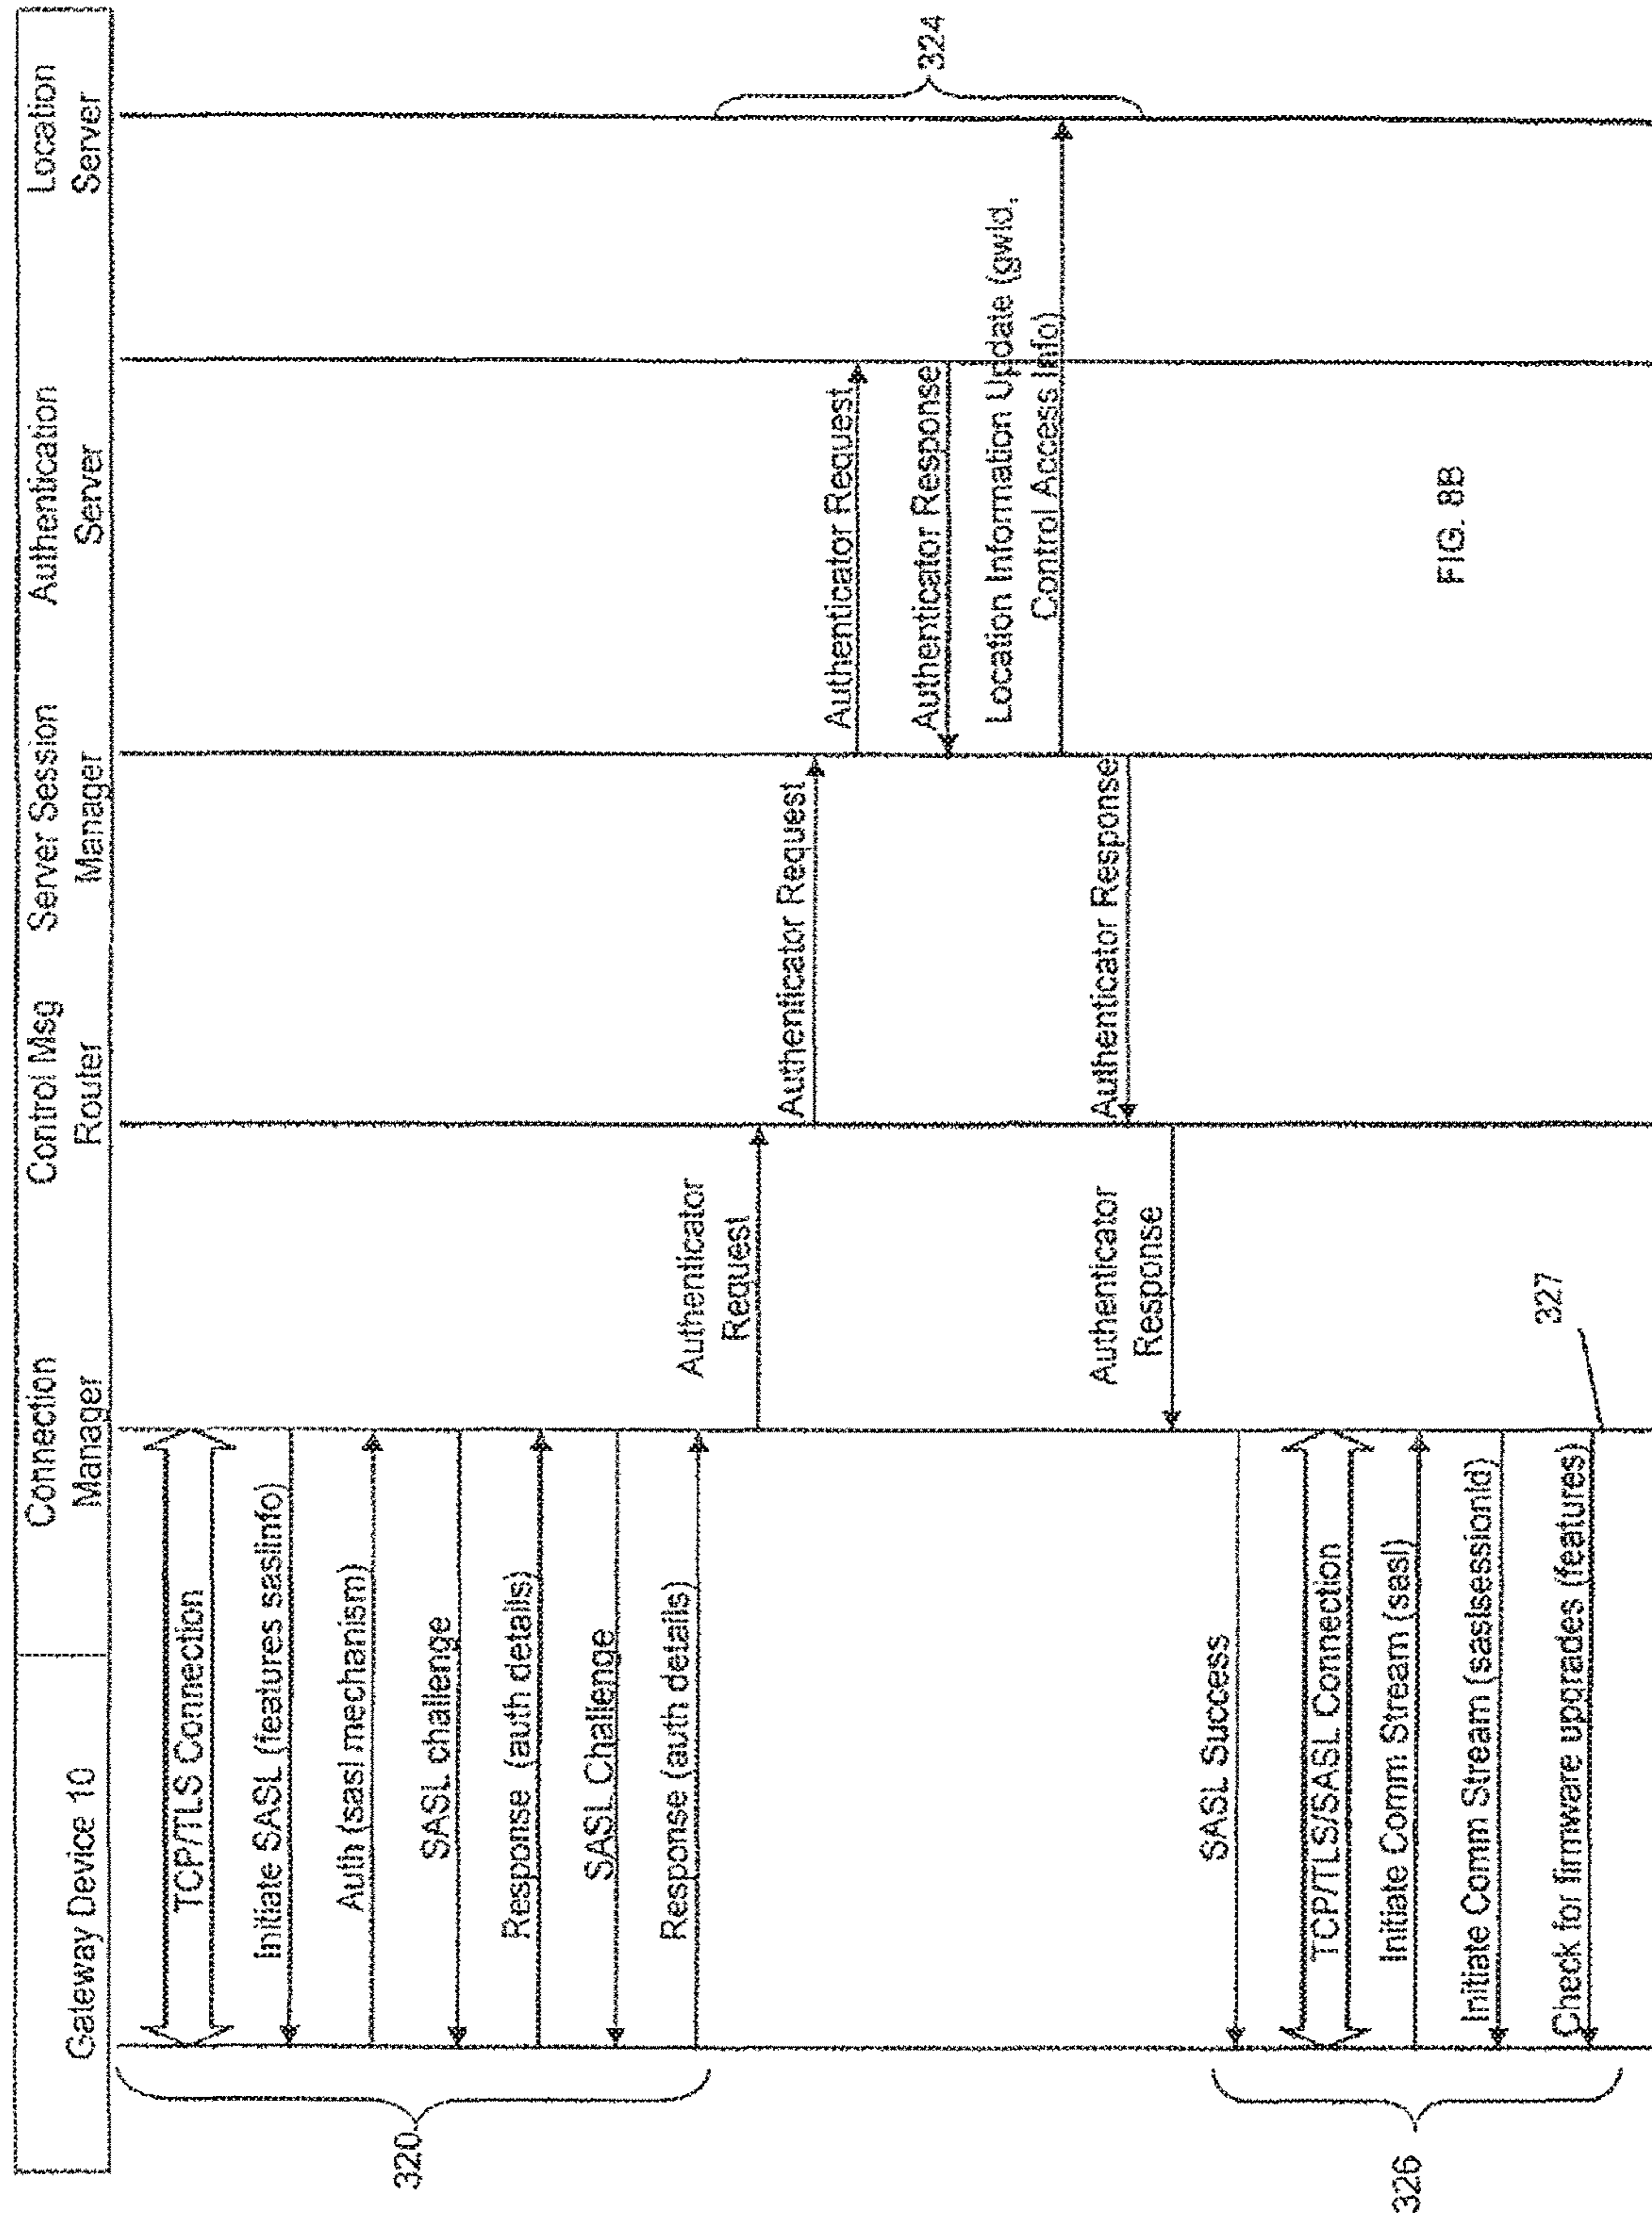 Gateway Device 10
Connection
Manager
Control Msg
Router
Server Session
Manager
Authentication
Server
Location
Server
TCP/TLS Connection
Initiate SASL (features saslinfo)
Auth (sasl mechanism)
SASL challenge
Response (auth details)
SASL Challenge
Response (auth details)
320
Authenticator
Request
Authenticator Request
Authenticator Request
Authenticator Response
Location Information Update (gwId,
Control Access Info)
324
Authenticator Response
Authenticator
Response
SASL Success
TCP/TLS/SASL Connection
Initiate Comm Stream (sasl)
Initiate Comm Stream (saslsessionId)
Check for firmware upgrades (features)
326
327
FIG. 8B